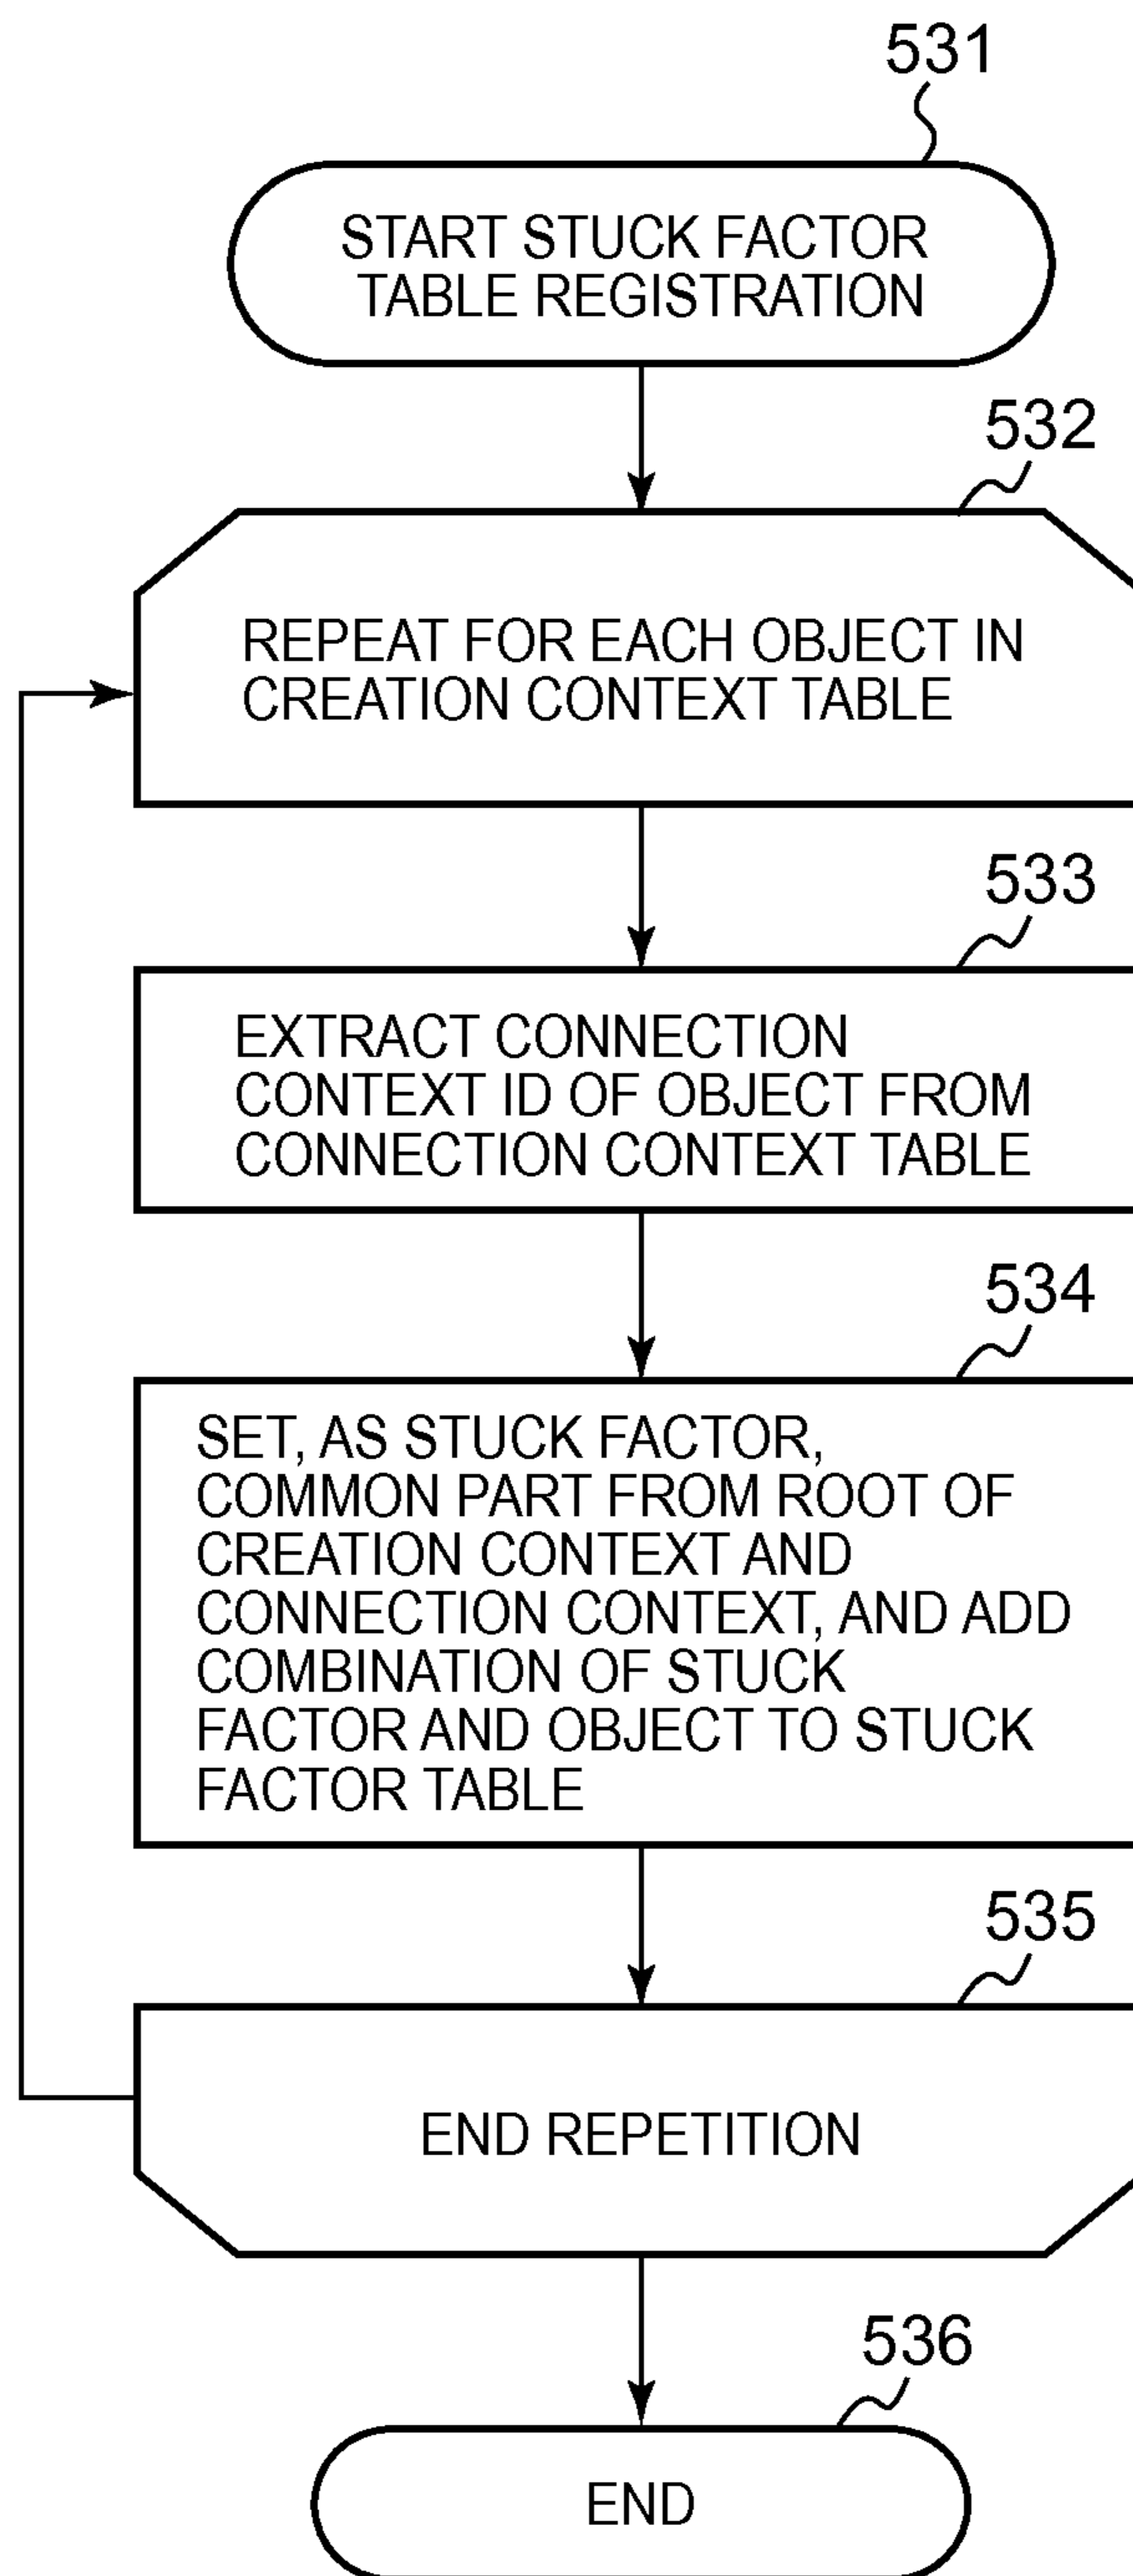 531
START STUCK FACTOR
TABLE REGISTRATION
532
REPEAT FOR EACH OBJECT IN
CREATION CONTEXT TABLE
533
EXTRACT CONNECTION
CONTEXT ID OF OBJECT FROM
CONNECTION CONTEXT TABLE
534
SET, AS STUCK FACTOR,
COMMON PART FROM ROOT OF
CREATION CONTEXT AND
CONNECTION CONTEXT, AND ADD
COMBINATION OF STUCK
FACTOR AND OBJECT TO STUCK
FACTOR TABLE
535
END REPETITION
536
END